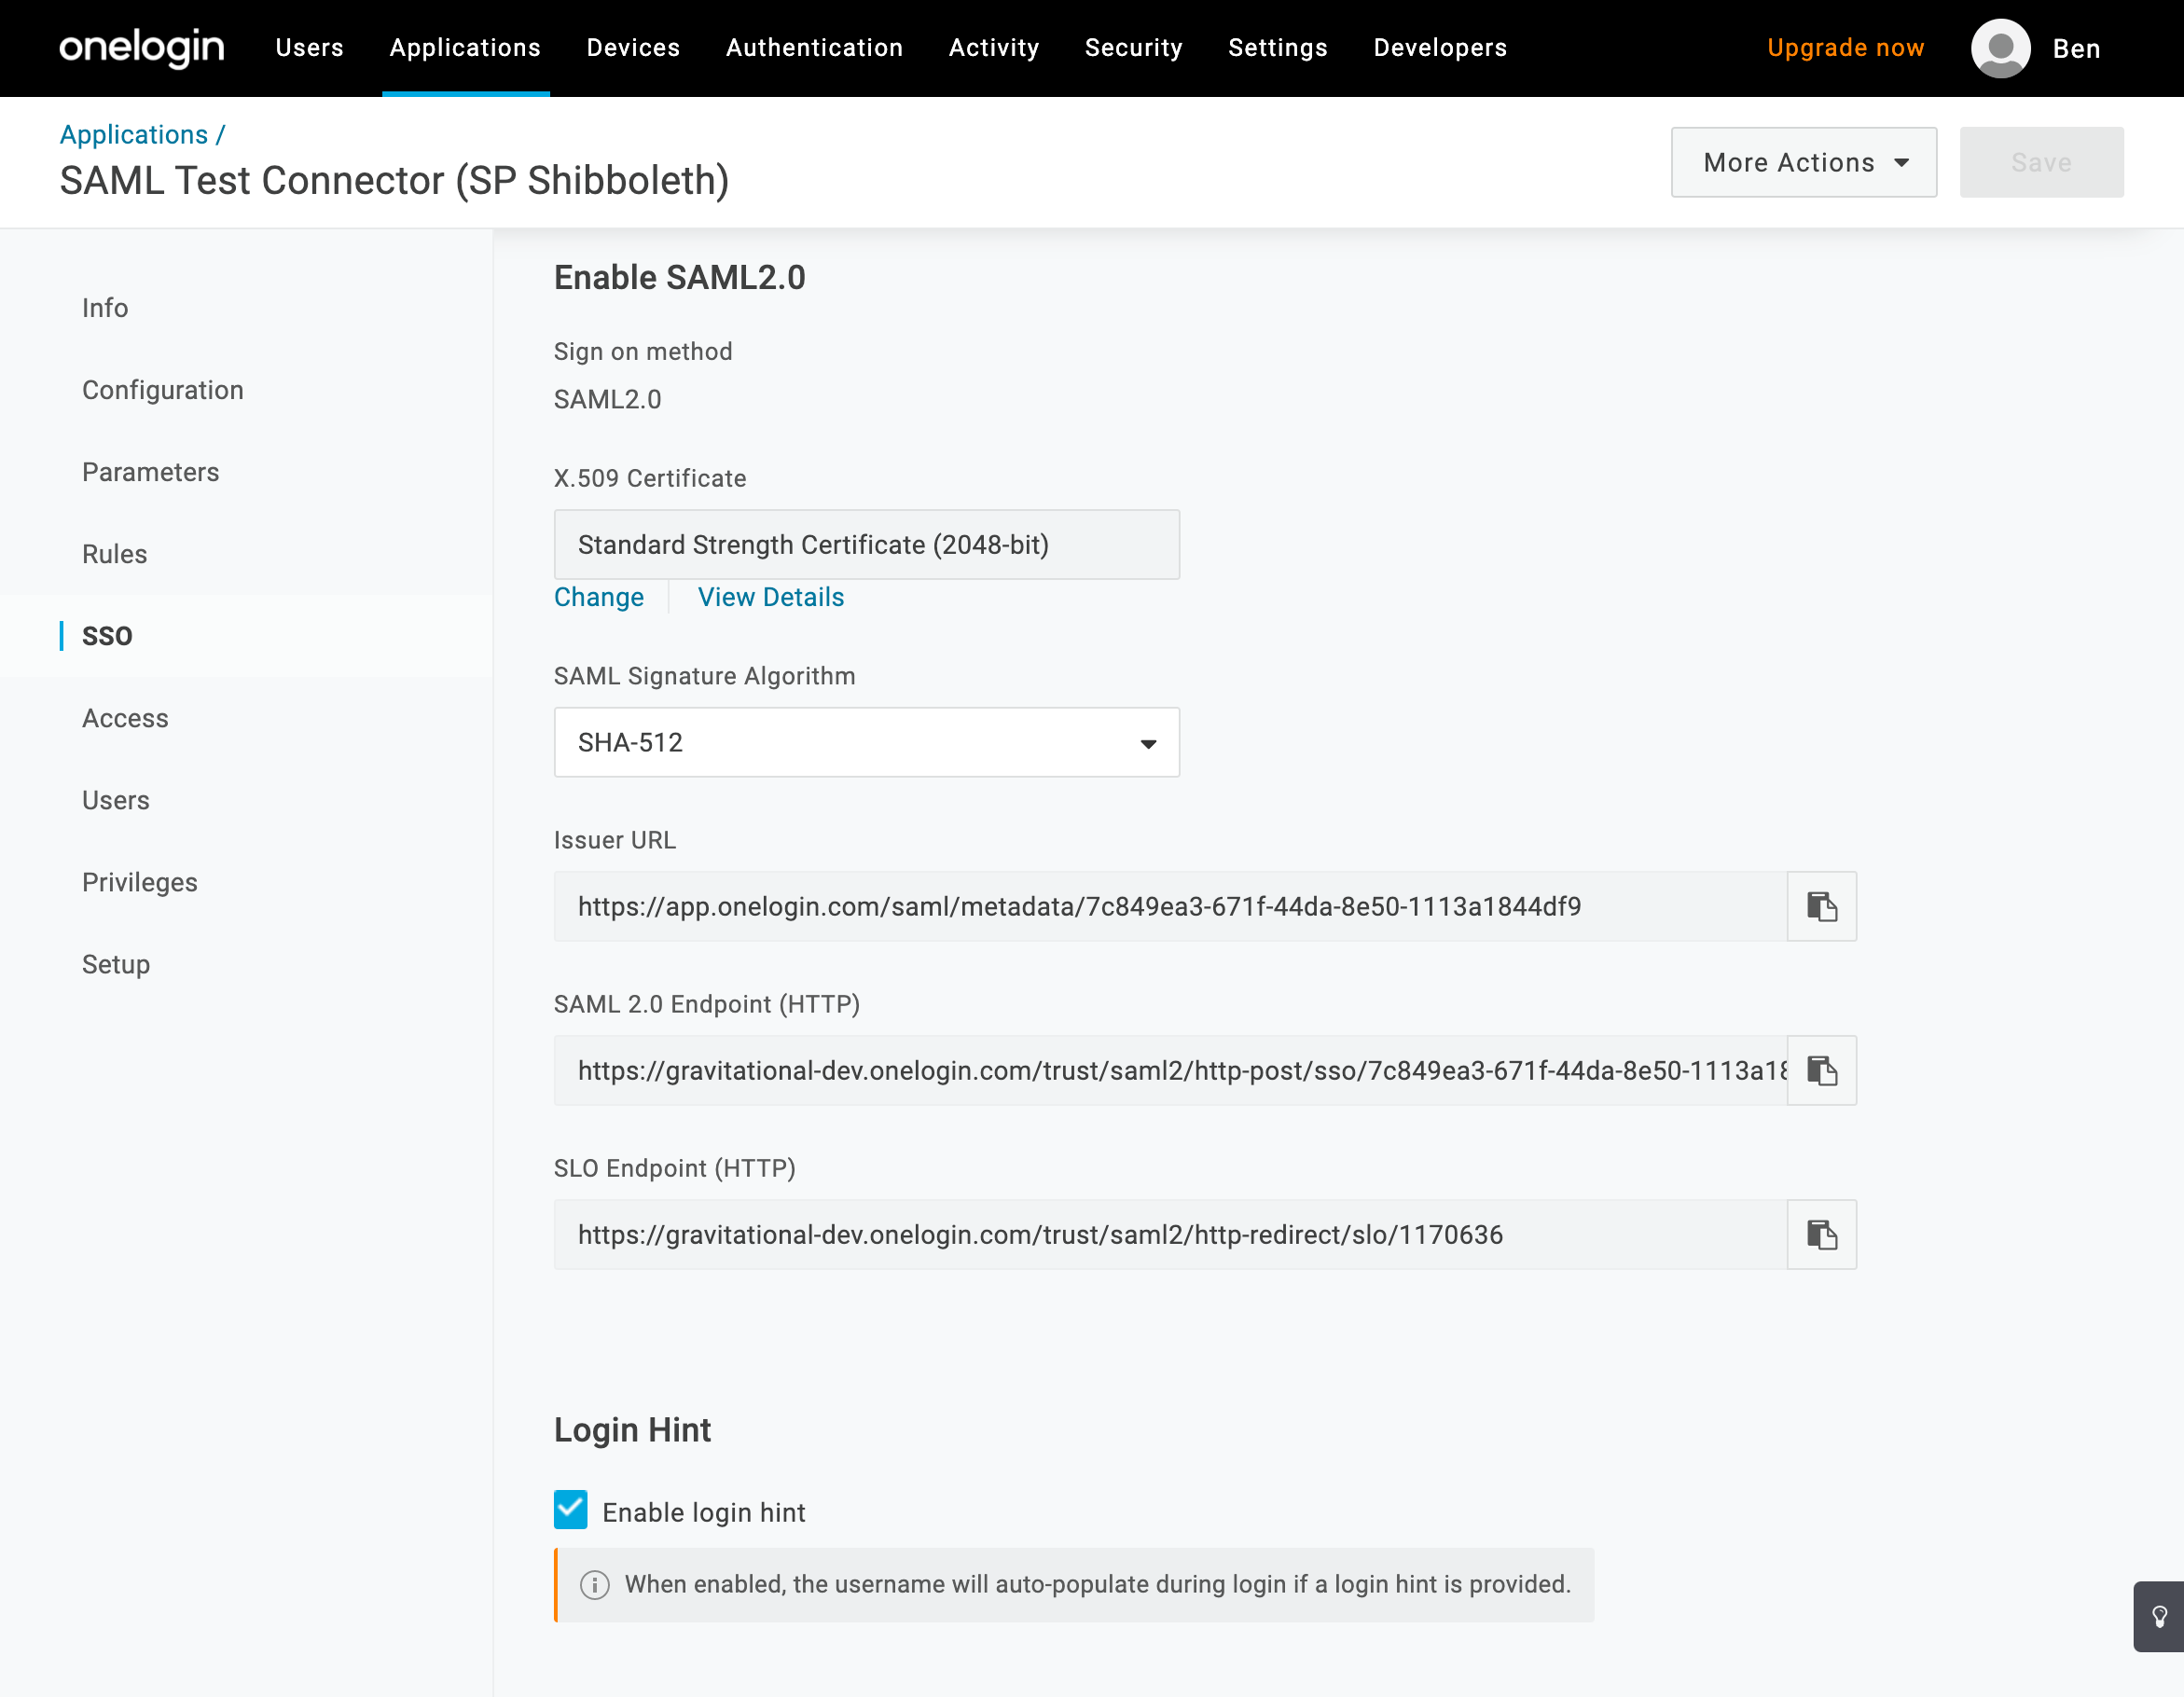 onelogin Users Applications Devices Authentication Activity Security Settings Developers Upgrade now Ben
Applications /
SAML Test Connector (SP Shibboleth)
More Actions Save
Info
Configuration
Parameters
Rules
SSO
Access
Users
Privileges
Setup
Enable SAML2.0
Sign on method
SAML2.0
X.509 Certificate
Standard Strength Certificate (2048-bit)
Change View Details
SAML Signature Algorithm
SHA-512
Issuer URL
https://app.onelogin.com/saml/metadata/7c849ea3-671f-44da-8e50-1113a1844df9
SAML 2.0 Endpoint (HTTP)
https://gravitational-dev.onelogin.com/trust/saml2/http-post/sso/7c849ea3-671f-44da-8e50-1113a18
SLO Endpoint (HTTP)
https://gravitational-dev.onelogin.com/trust/saml2/http-redirect/slo/1170636
Login Hint
Enable login hint
When enabled, the username will auto-populate during login if a login hint is provided.